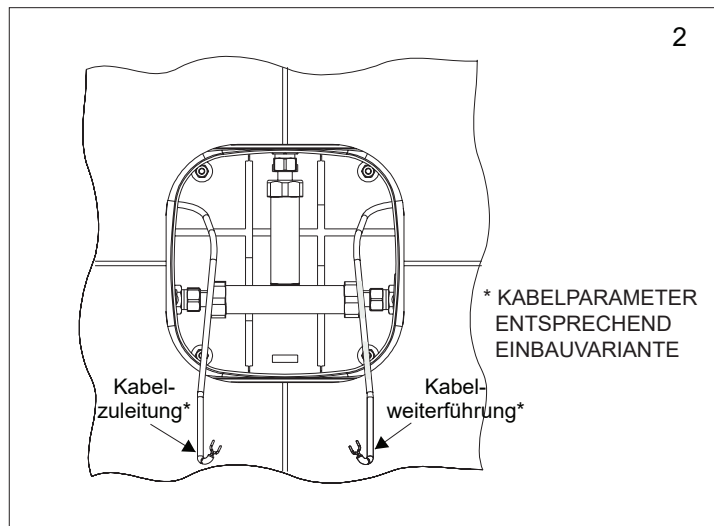 2
* KABELPARAMETER
ENTSPRECHEND
EINBAUVARIANTE
Kabel-
zuleitung*
Kabel-
weiterführung*